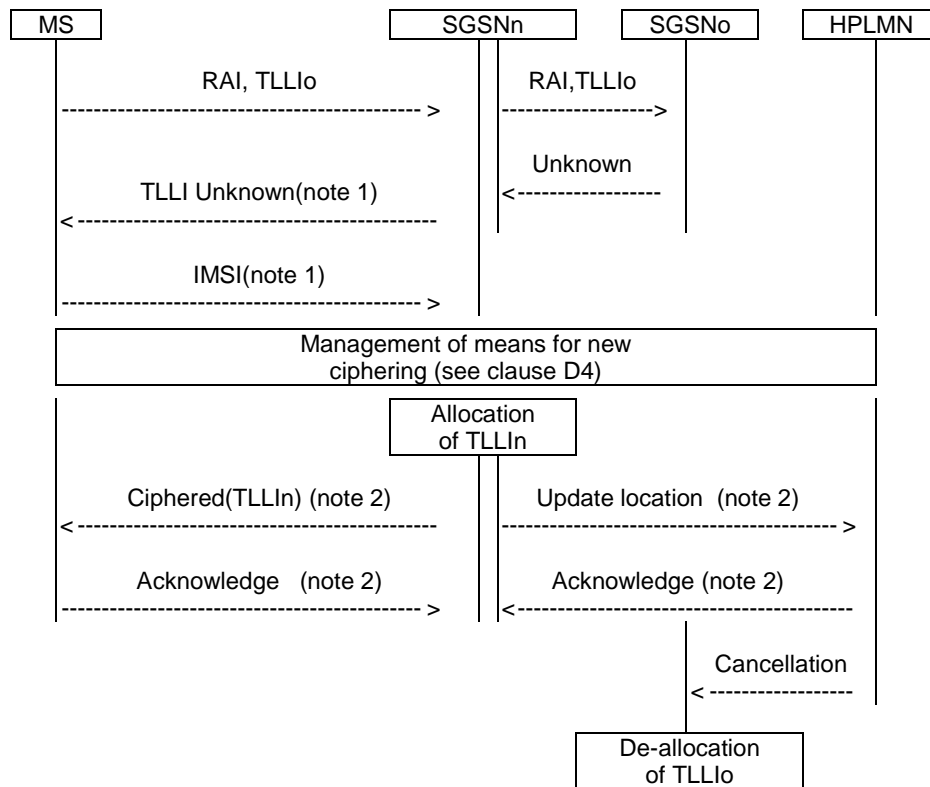 MS SGSNn SGSNo HPLMN
RAI, TLLIo RAI,TLLIo
Unknown
TLLI Unknown(note 1)
IMSI(note 1)
Management of means for new
ciphering (see clause D4)
Allocation
of TLLIn
Ciphered(TLLIn) (note 2) Update location (note 2)
Acknowledge (note 2) Acknowledge (note 2)
Cancellation
De-allocation
of TLLIo